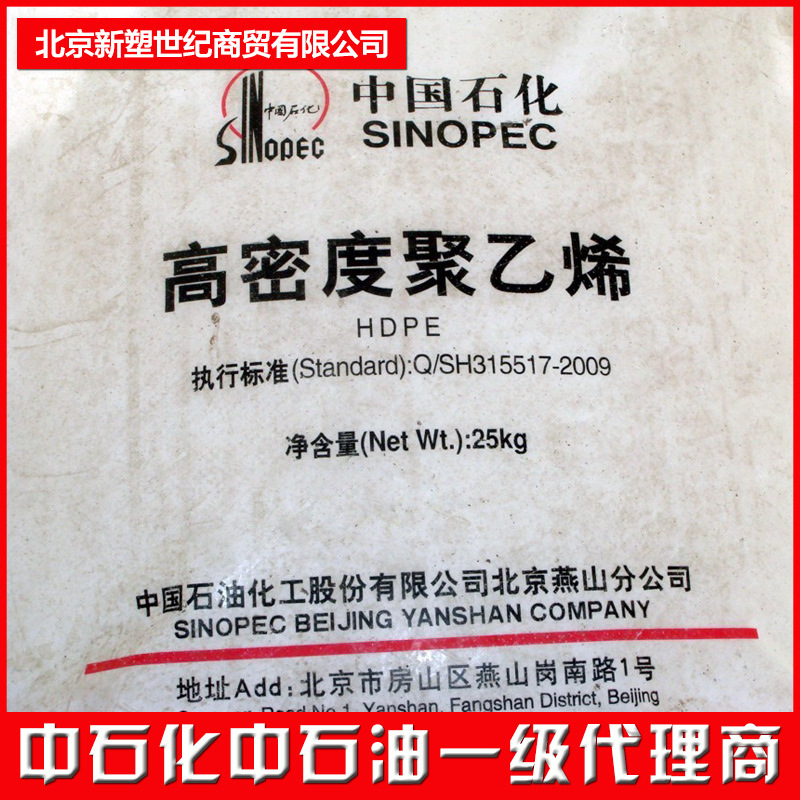 北京新塑世纪商贸有限公司
中国石化
SINOPEC
中国石化
SINOPEC
高密度聚乙烯
HDPE
执行标准(Standard):Q/SH315517-2009
净含量(Net Wt.):25kg
中国石油化工股份有限公司北京燕山分公司
SINOPEC BEIJING YANSHAN COMPANY
地址Add:北京市房山区燕山岗南路1号
Road No.1, Yanshan, Fangshan District, Beijing
中石化中石油一级代理商